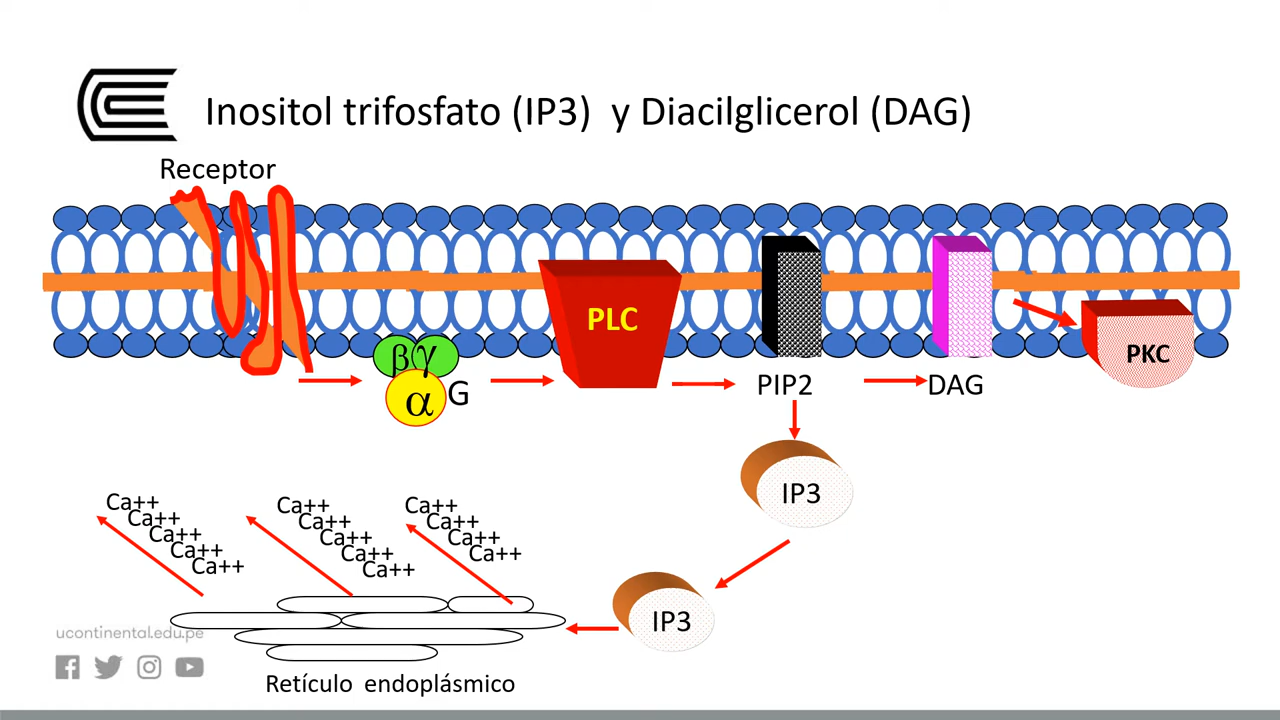 Inositol trifosfato (IP3)  y Diacilglicerol (DAG)
Receptor
PLC
PKC
β γ
α
G
PIP2
DAG
IP3
Ca++
Ca++
Ca++
Ca++
Ca++
Ca++
Ca++
Ca++
Ca++
Ca++
Ca++
Ca++
Ca++
Ca++
IP3
ucontinental.edu.pe
Retículo  endoplásmico